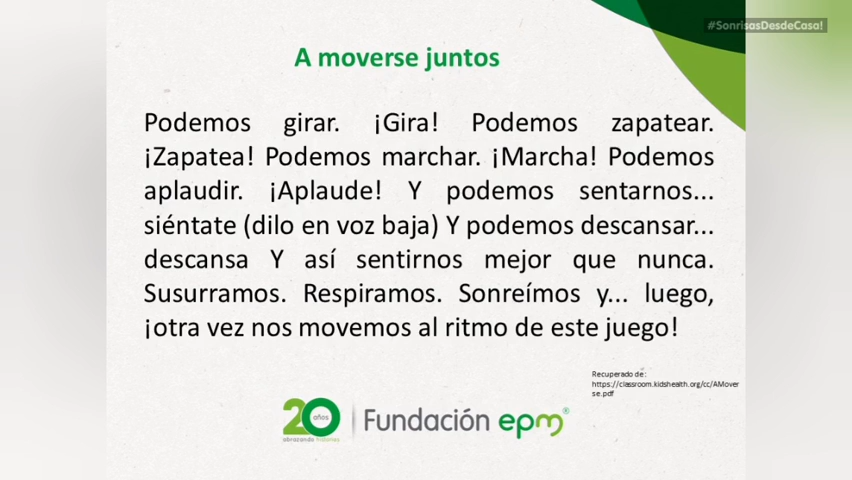 #SonrisasDesdeCasa!
A moverse juntos
Podemos girar. ¡Gira! Podemos zapatear.
¡Zapatea! Podemos marchar. ¡Marcha! Podemos
aplaudir. ¡Aplaude! Y podemos sentarnos...
siéntate (dilo en voz baja) Y podemos descansar...
descansa Y así sentirnos mejor que nunca.
Susurramos. Respiramos. Sonreímos y... luego,
¡otra vez nos movemos al ritmo de este juego!
Recuperado de:
https://classroom.kidshealth.org/cc/AMover
se.pdf
20 años
abrazando historias
Fundación epm®